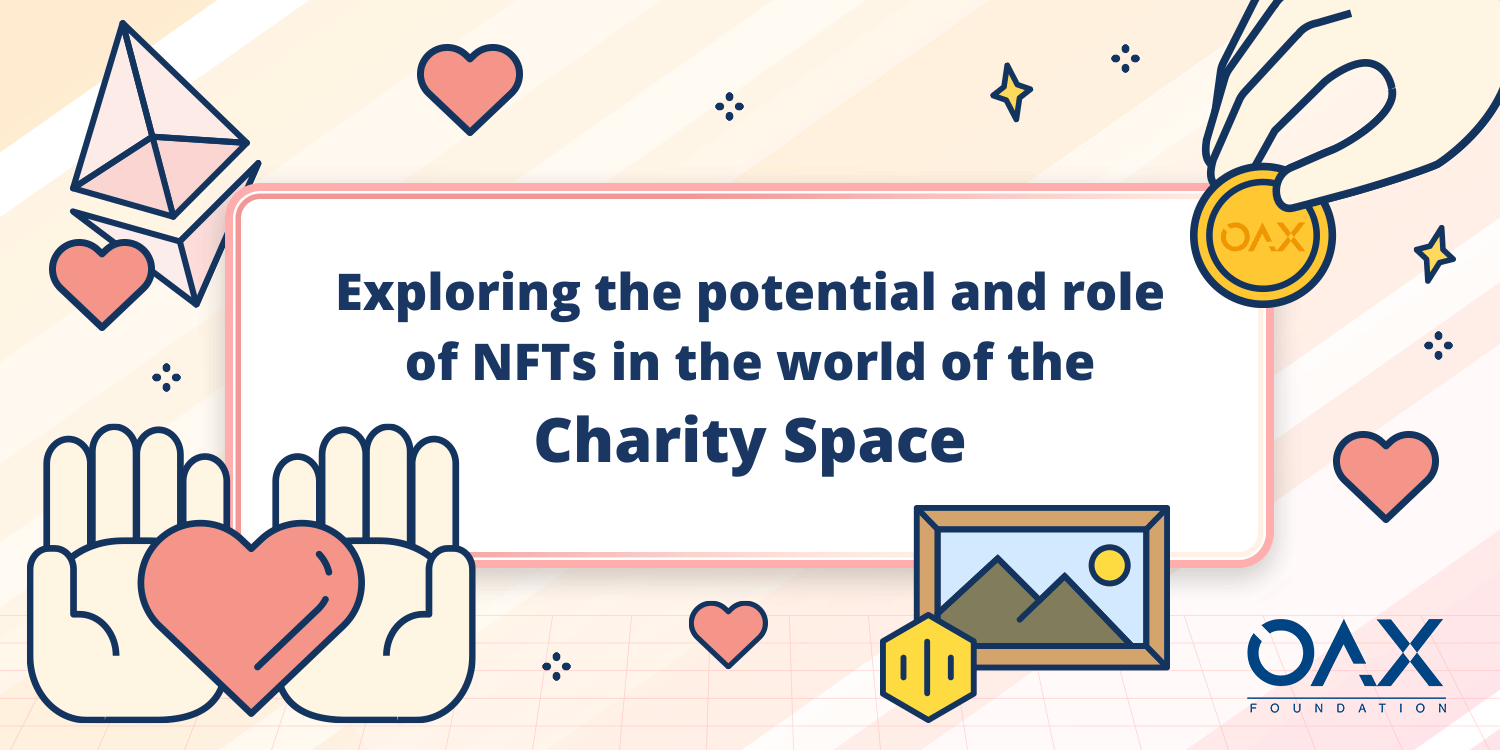 Exploring the potential and role
of NFTs in the world of the
Charity Space
OAX
OAX
FOUNDATION